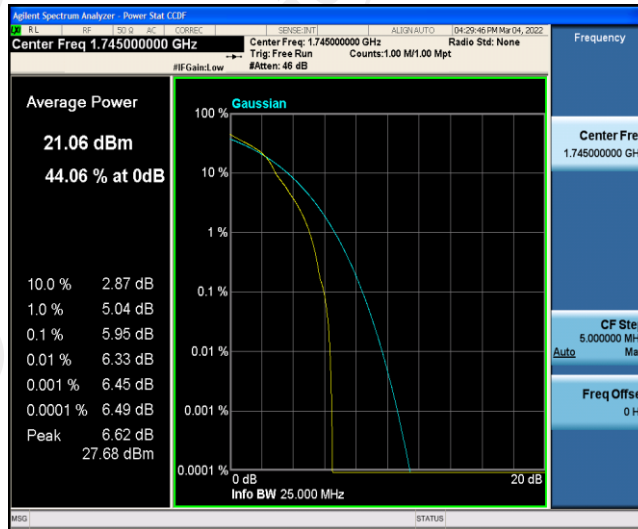 Agilent Spectrum Analyzer - Power Stat CCDF
RL RF 50 Ω AC CORREC SENSE:INT ALIGN AUTO 04:29:46 PM Mar 04, 2022
Center Freq 1.745000000 GHz
Center Freq: 1.745000000 GHz Radio Std: None
Trig: Free Run Counts:1.00 M/1.00 Mpt
#IFGain:Low #Atten: 46 dB
Frequency
Average Power
21.06 dBm
44.06 % at 0dB
10.0 % 2.87 dB
1.0 % 5.04 dB
0.1 % 5.95 dB
0.01 % 6.33 dB
0.001 % 6.45 dB
0.0001 % 6.49 dB
Peak 6.62 dB
27.68 dBm
Gaussian
100 %
10 %
1 %
0.1 %
0.01 %
0.001 %
0.0001 %
0 dB 20 dB
Info BW 25.000 MHz
Center Fre
1.745000000 GH
CF Ste
5.000000 MH
Auto Ma
Freq Offse
0 H
MSG STATUS